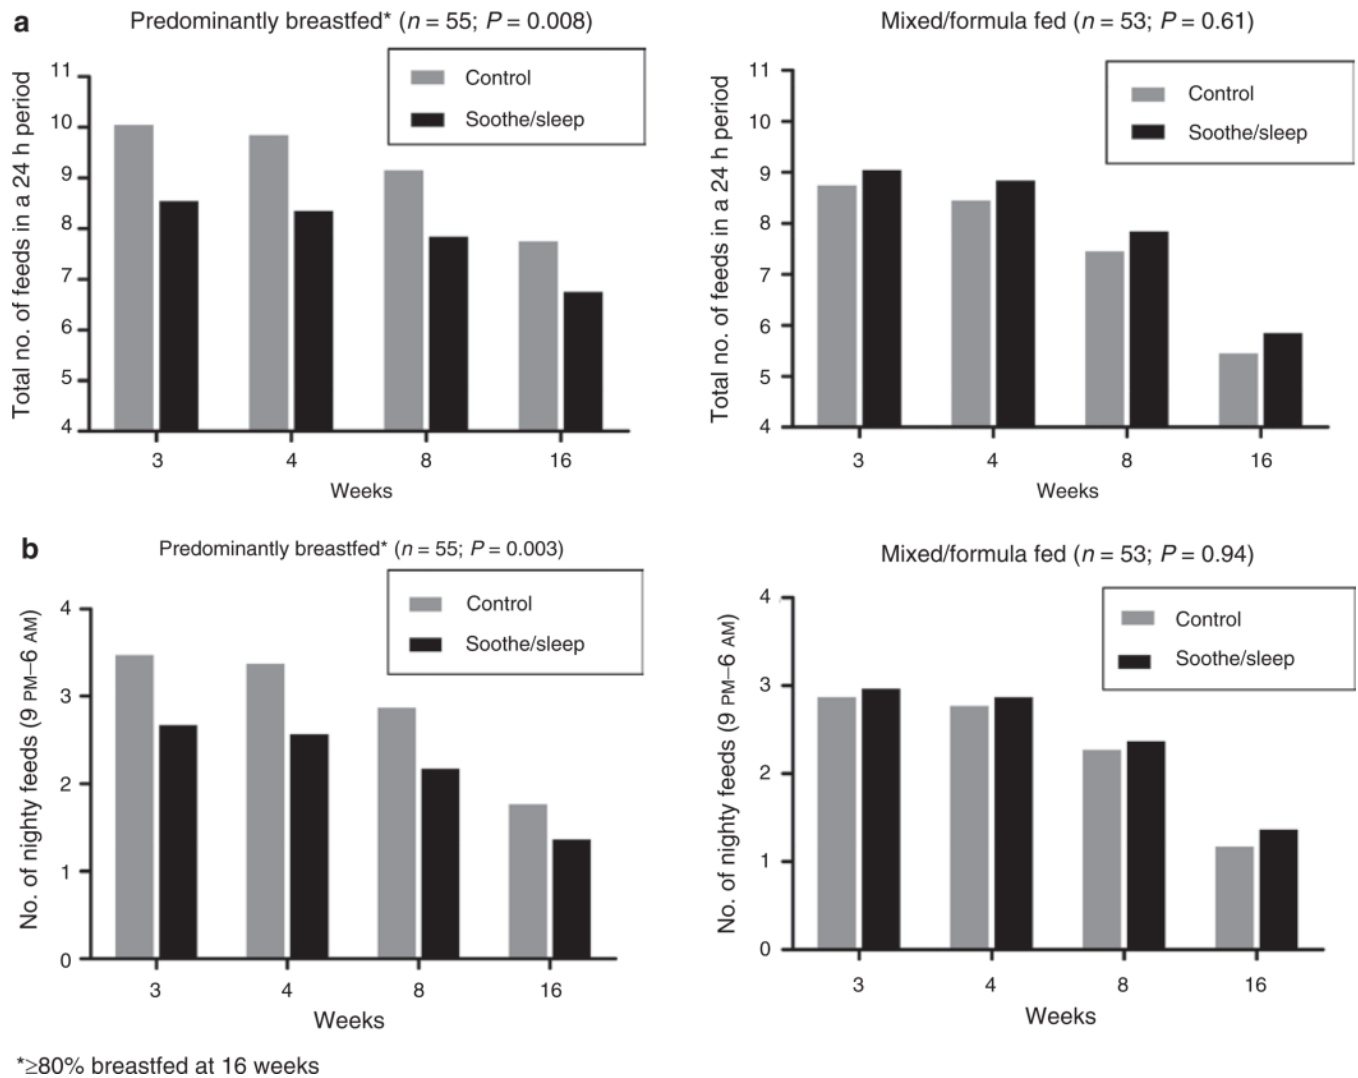 a
Predominantly breastfed* (n = 55; P = 0.008)
Control
Soothe/sleep
Total no. of feeds in a 24 h period
11
10
9
8
7
6
5
4
3 4 8 16
Weeks
Mixed/formula fed (n = 53; P = 0.61)
Control
Soothe/sleep
Total no. of feeds in a 24 h period
11
10
9
8
7
6
5
4
3 4 8 16
Weeks
b
Predominantly breastfed* (n = 55; P = 0.003)
Control
Soothe/sleep
No. of nighty feeds (9 PM–6 AM)
4
3
2
1
0
3 4 8 16
Weeks
Mixed/formula fed (n = 53; P = 0.94)
Control
Soothe/sleep
No. of nighty feeds (9 PM–6 AM)
4
3
2
1
0
3 4 8 16
Weeks
*≥80% breastfed at 16 weeks